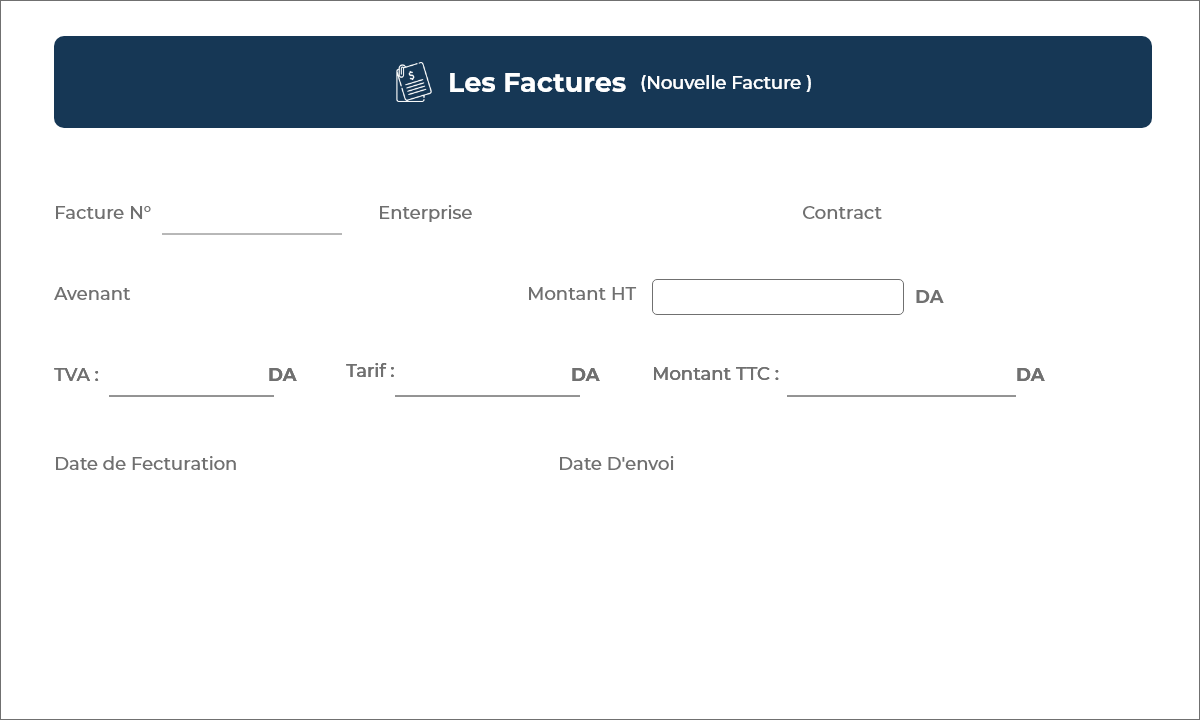 Les Factures (Nouvelle Facture )
Facture N° Enterprise Contract
Avenant Montant HT DA
TVA : DA Tarif : DA Montant TTC : DA
Date de Fecturation Date D'envoi